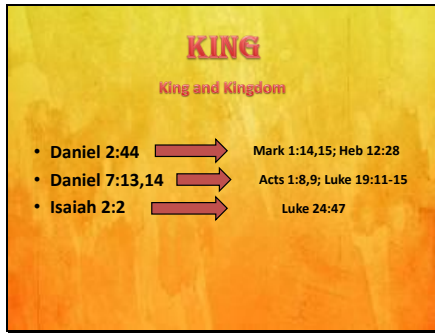 KING
King and Kingdom
• Daniel 2:44 Mark 1:14,15; Heb 12:28
• Daniel 7:13,14 Acts 1:8,9; Luke 19:11-15
• Isaiah 2:2 Luke 24:47